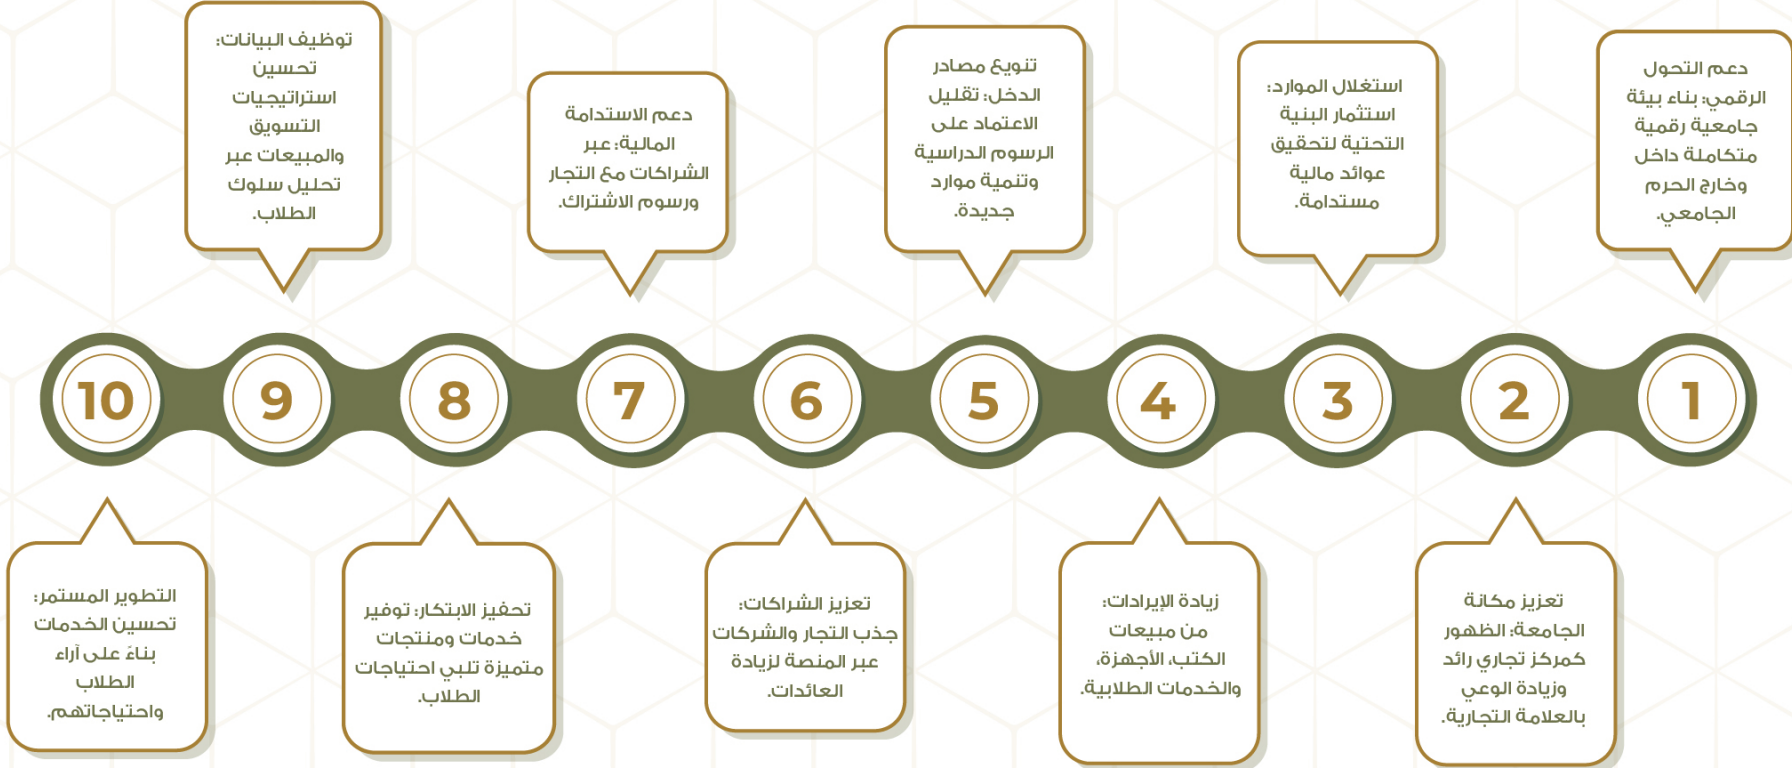 1
دعم التحول
الرقمي: بناء بيئة
جامعية رقمية
متكاملة داخل
وخارج الحرم
الجامعي.
2
تعزيز مكانة
الجامعة: الظهور
كمركز تجاري رائد
وزيادة الوعي
بالعلامة التجارية.
3
استغلال الموارد:
استثمار البنية
التحتية لتحقيق
عوائد مالية
مستدامة.
4
زيادة الإيرادات:
من مبيعات
الكتب، الأجهزة،
والخدمات الطلابية.
5
تنويع مصادر
الدخل: تقليل
الاعتماد على
الرسوم الدراسية
وتنمية موارد
جديدة.
6
تعزيز الشراكات:
جذب التجار والشركات
عبر المنصة لزيادة
العائدات.
7
دعم الاستدامة
المالية: عبر
الشراكات مع التجار
ورسوم الاشتراك.
8
تحفيز الابتكار: توفير
خدمات ومنتجات
متميزة تلبي احتياجات
الطلاب.
9
توظيف البيانات:
تحسين
استراتيجيات
التسويق
والمبيعات عبر
تحليل سلوك
الطلاب.
10
التطوير المستمر:
تحسين الخدمات
بناءً على آراء
الطلاب
واحتياجاتهم.